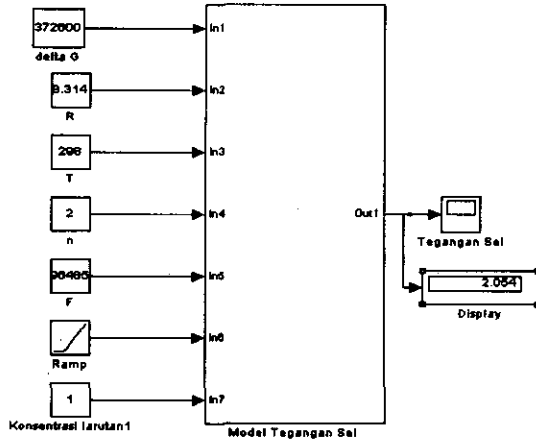 372600
In1
delta G
8.314
In2
R
298
In3
T
2
In4
n
Out1
Tegangan Sel
96485
In5
F
2.054
Display
In6
Ramp
1
In7
Konsentrasi larutan1
Model Tegangan Sel